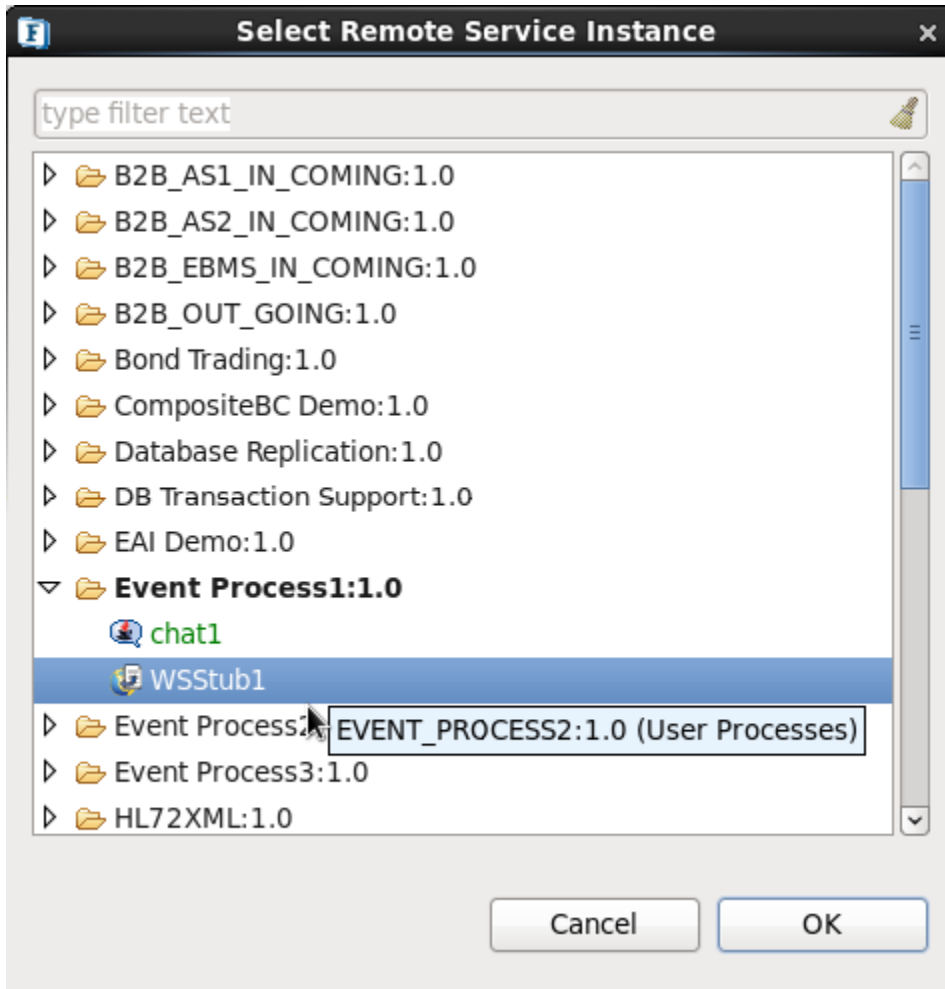 Select Remote Service Instance
type filter text
B2B_AS1_IN_COMING:1.0
B2B_AS2_IN_COMING:1.0
B2B_EBMS_IN_COMING:1.0
B2B_OUT_GOING:1.0
Bond Trading:1.0
CompositeBC Demo:1.0
Database Replication:1.0
DB Transaction Support:1.0
EAI Demo:1.0
Event Process1:1.0
chat1
WSStub1
Event Process2
EVENT_PROCESS2:1.0 (User Processes)
Event Process3:1.0
HL72XML:1.0
Cancel
OK